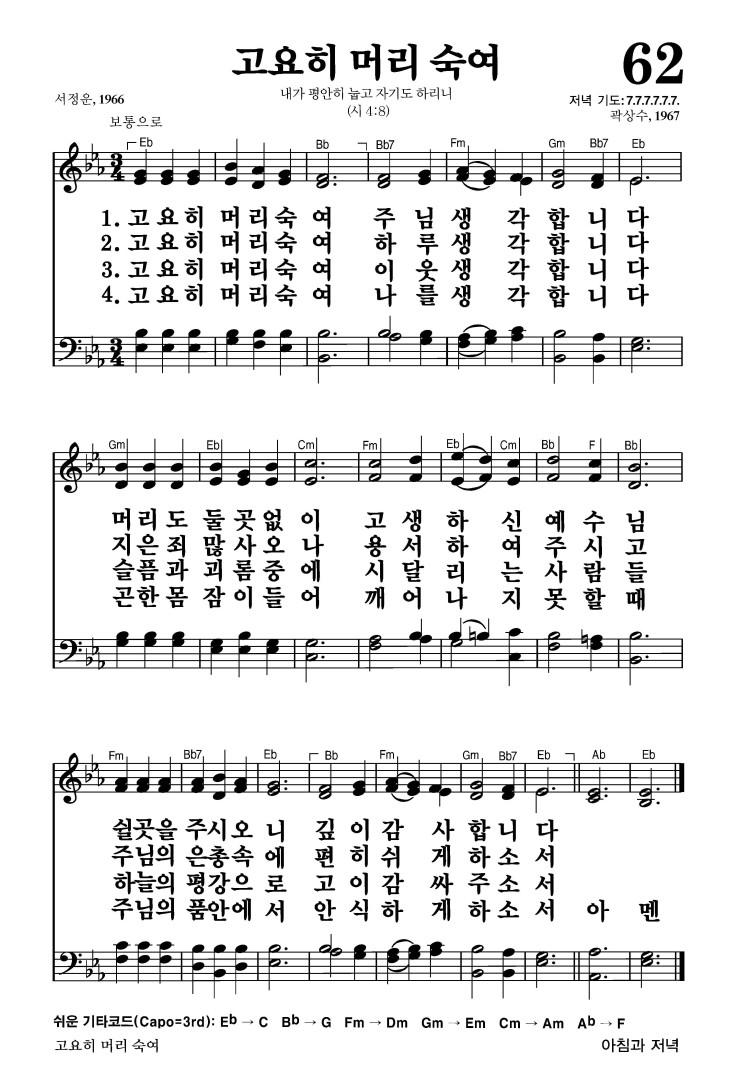 고요히 머리 숙여
62
내가 평안히 눕고 자기도 하리니
(시 4:8)
서정운, 1966
저녁 기도: 7.7.7.7.7.7.
곽상수, 1967
보통으로
Eb Bb Bb7 Fm Gm Bb7 Eb
3 4
1. 고요히 머리숙 여 주 님생 각 합 니 다
2. 고요히 머리숙 여 하 루생 각 합 니 다
3. 고요히 머리숙 여 이 웃생 각 합 니 다
4. 고요히 머리숙 여 나 를생 각 합 니 다
3 4
Gm Eb Cm Fm Eb Cm Bb F Bb
머리도 둘곳없 이 고 생 하 신 예 수 님
지은죄 많사오 나 용 서 하 여 주 시 고
슬픔과 괴롬중 에 시 달 리 는 사 람 들
곤한몸 잠이들 어 깨 어 나 지 못 할 때
Fm Bb7 Eb Bb Fm Gm Bb7 Eb Ab Eb
쉴곳을 주시오 니 깊 이감 사 합 니 다
주님의 은총속 에 편 히쉬 게 하 소 서
하늘의 평강으 로 고 이감 싸 주 소 서
주님의 품안에 서 안 식하 게 하 소 서 아 멘
쉬운 기타코드(Capo=3rd): Eb → C Bb → G Fm → Dm Gm → Em Cm → Am Ab → F
고요히 머리 숙여
아침과 저녁